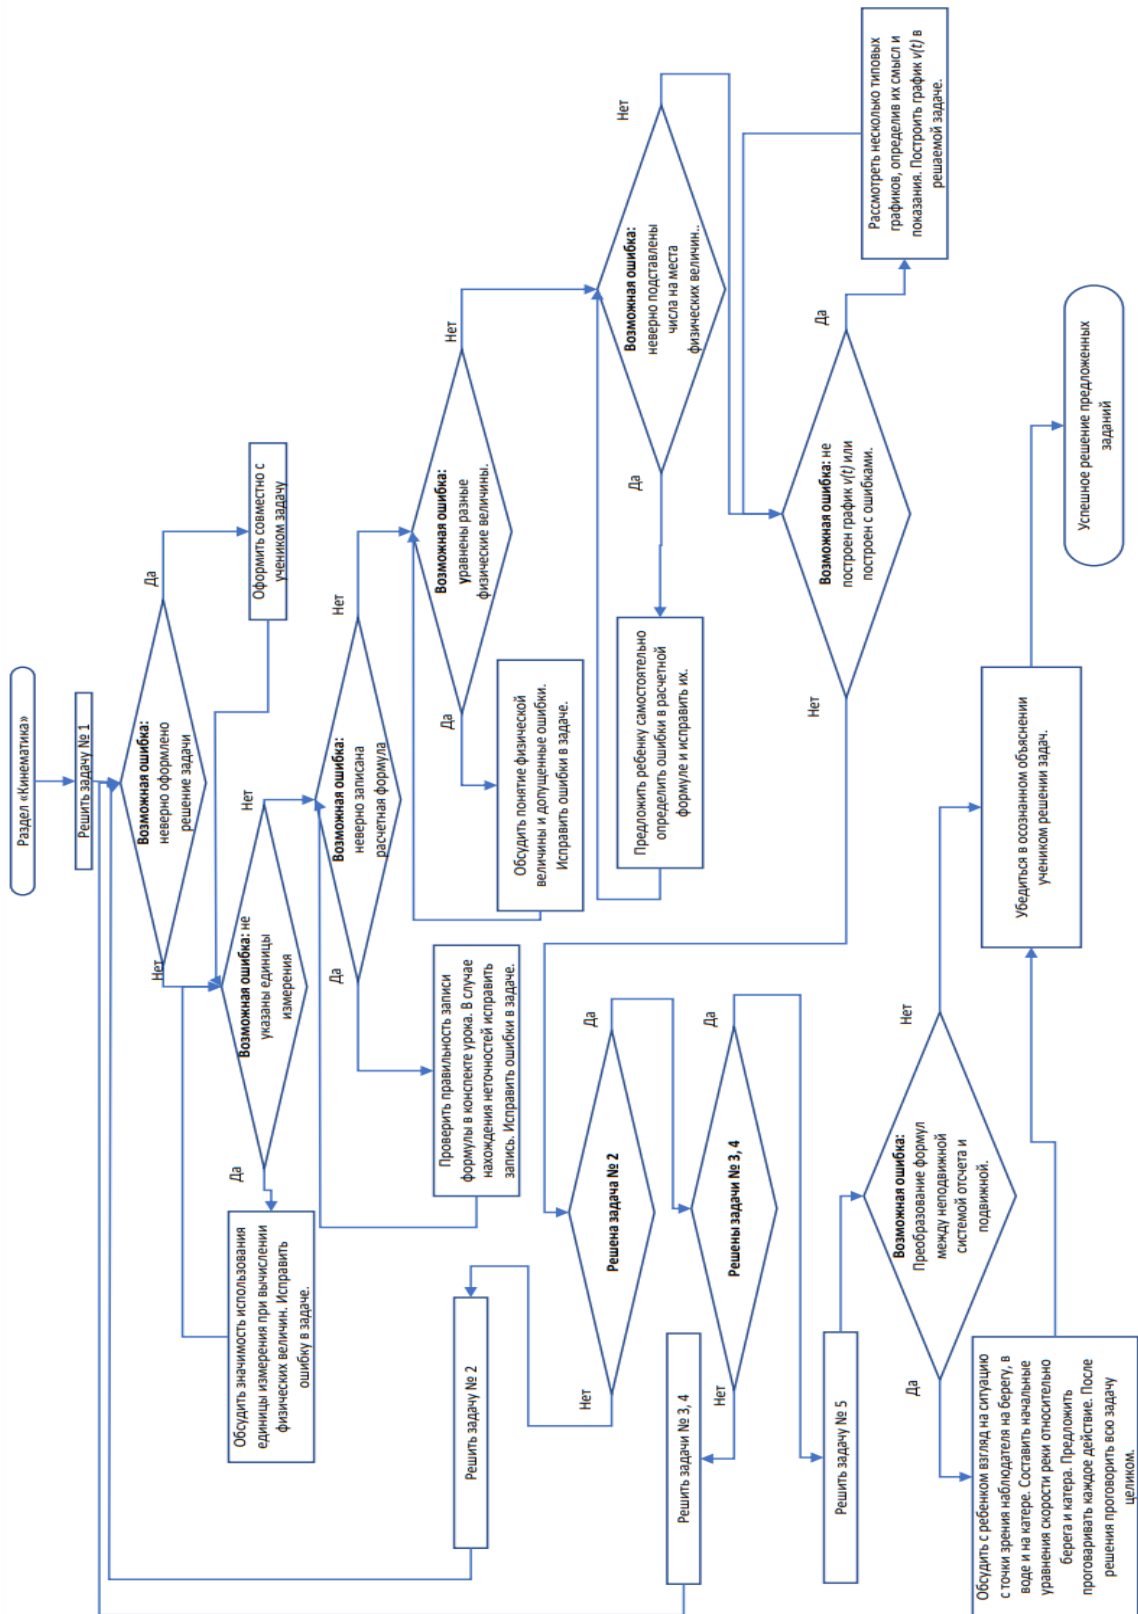 Раздел «Кинематика»
Решить задачу № 1
Возможная ошибка:
неверно оформлено
решение задачи
Да
Нет
Оформить совместно с
учеником задачу
Возможная ошибка: не
указаны единицы
измерения
Нет
Да
Обсудить значимость использования
единицы измерения при вычислении
физических величин. Исправить
ошибку в задаче.
Возможная ошибка:
неверно записана
расчетная формула
Нет
Да
Проверить правильность записи
формулы в конспекте урока. В случае
нахождения неточностей исправить
запись. Исправить ошибки в задаче.
Возможная ошибка:
уравнены разные
физические величины.
Нет
Да
Обсудить понятие физической
величины и допущенные ошибки.
Исправить ошибки в задаче.
Возможная ошибка:
неверно подставлены
числа на места
физических величин..
Нет
Да
Предложить ребенку самостоятельно
определить ошибки в расчетной
формуле и исправить их.
Возможная ошибка: не
построен график v(t) или
построен с ошибками.
Да
Нет
Рассмотреть несколько типовых
графиков, определив их смысл и
показания. Построить график v(t) в
решаемой задаче.
Решена задача № 2
Да
Нет
Решить задачу № 2
Решены задачи № 3, 4
Да
Нет
Решить задачи № 3, 4
Решить задачу № 5
Возможная ошибка:
Преобразование формул
между неподвижной
системой отсчета и
подвижной.
Нет
Да
Обсудить с ребенком взгляд на ситуацию
с точки зрения наблюдателя на берегу, в
воде и на катере. Составить начальные
уравнения скорости реки относительно
берега и катера. Предложить
проговаривать каждое действие. После
решения проговорить всю задачу
целиком.
Убедиться в осознанном объяснении
учеником решении задач.
Успешное решение предложенных
заданий